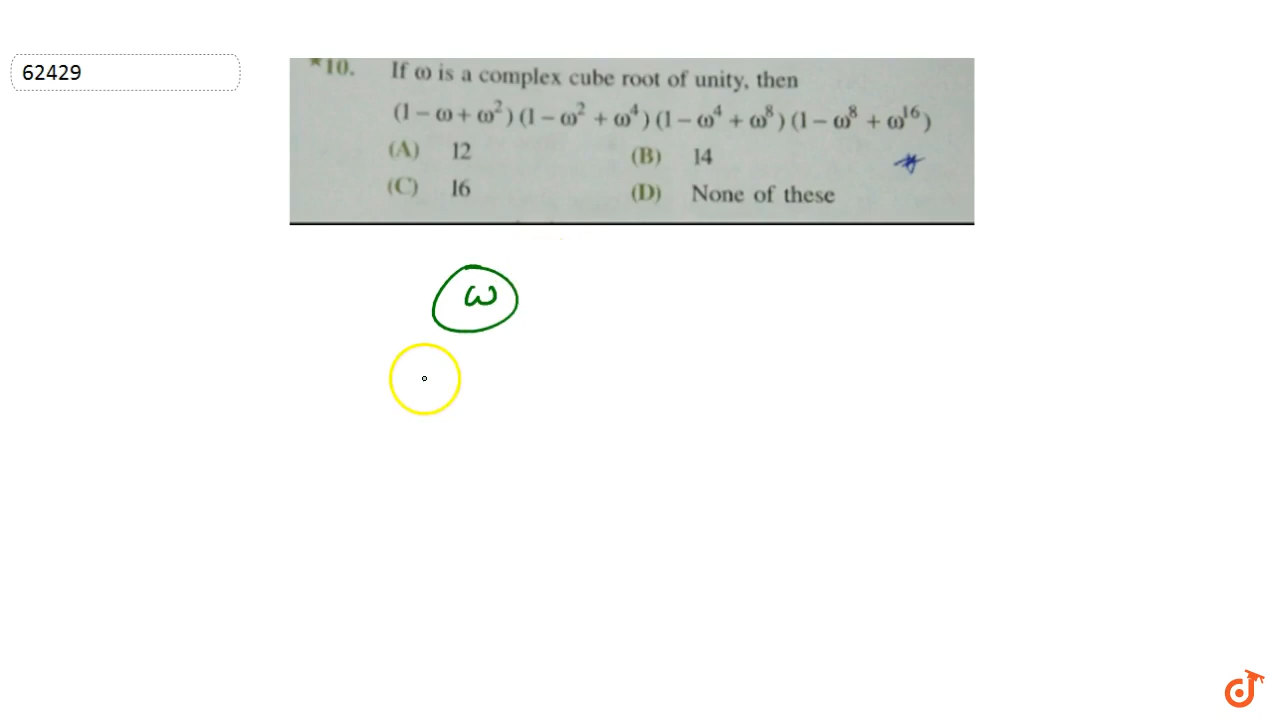 62429
*10. If ω is a complex cube root of unity, then
(1 − ω + ω²) (1 − ω² + ω⁴) (1 − ω⁴ + ω⁸) (1 − ω⁸ + ω¹⁶)
(A) 12 (B) 14
(C) 16 (D) None of these
ω